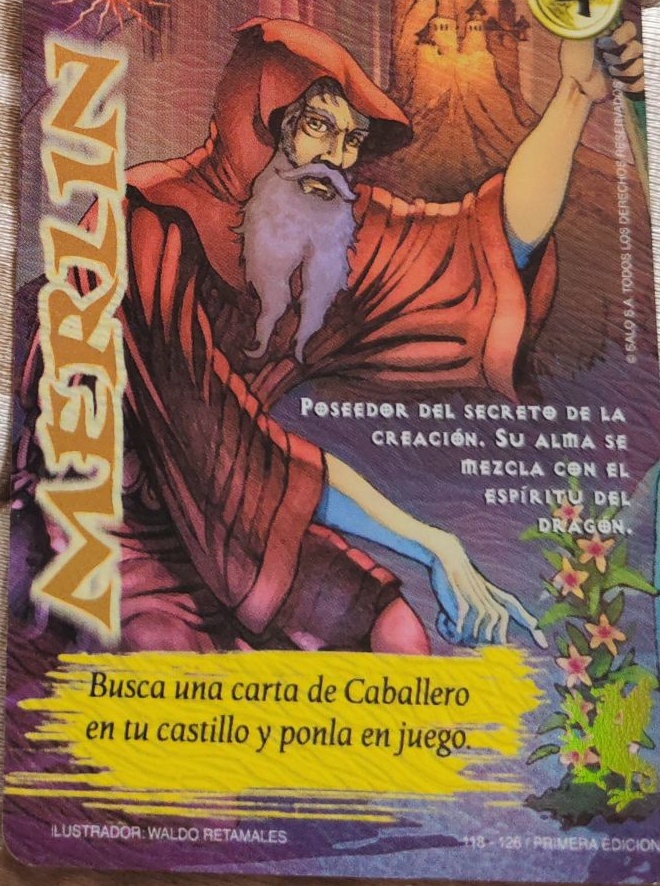 MERLIN
POSEEDOR DEL SECRETO DE LA
CREACIÓN. SU ALMA SE
MEZCLA CON EL
ESPÍRITU DEL
DRAGÓN.
Busca una carta de Caballero
en tu castillo y ponla en juego.
ILUSTRADOR: WALDO RETAMALES
118 - 126 / PRIMERA EDICION
© SALO S.A. TODOS LOS DERECHOS RESERVADOS